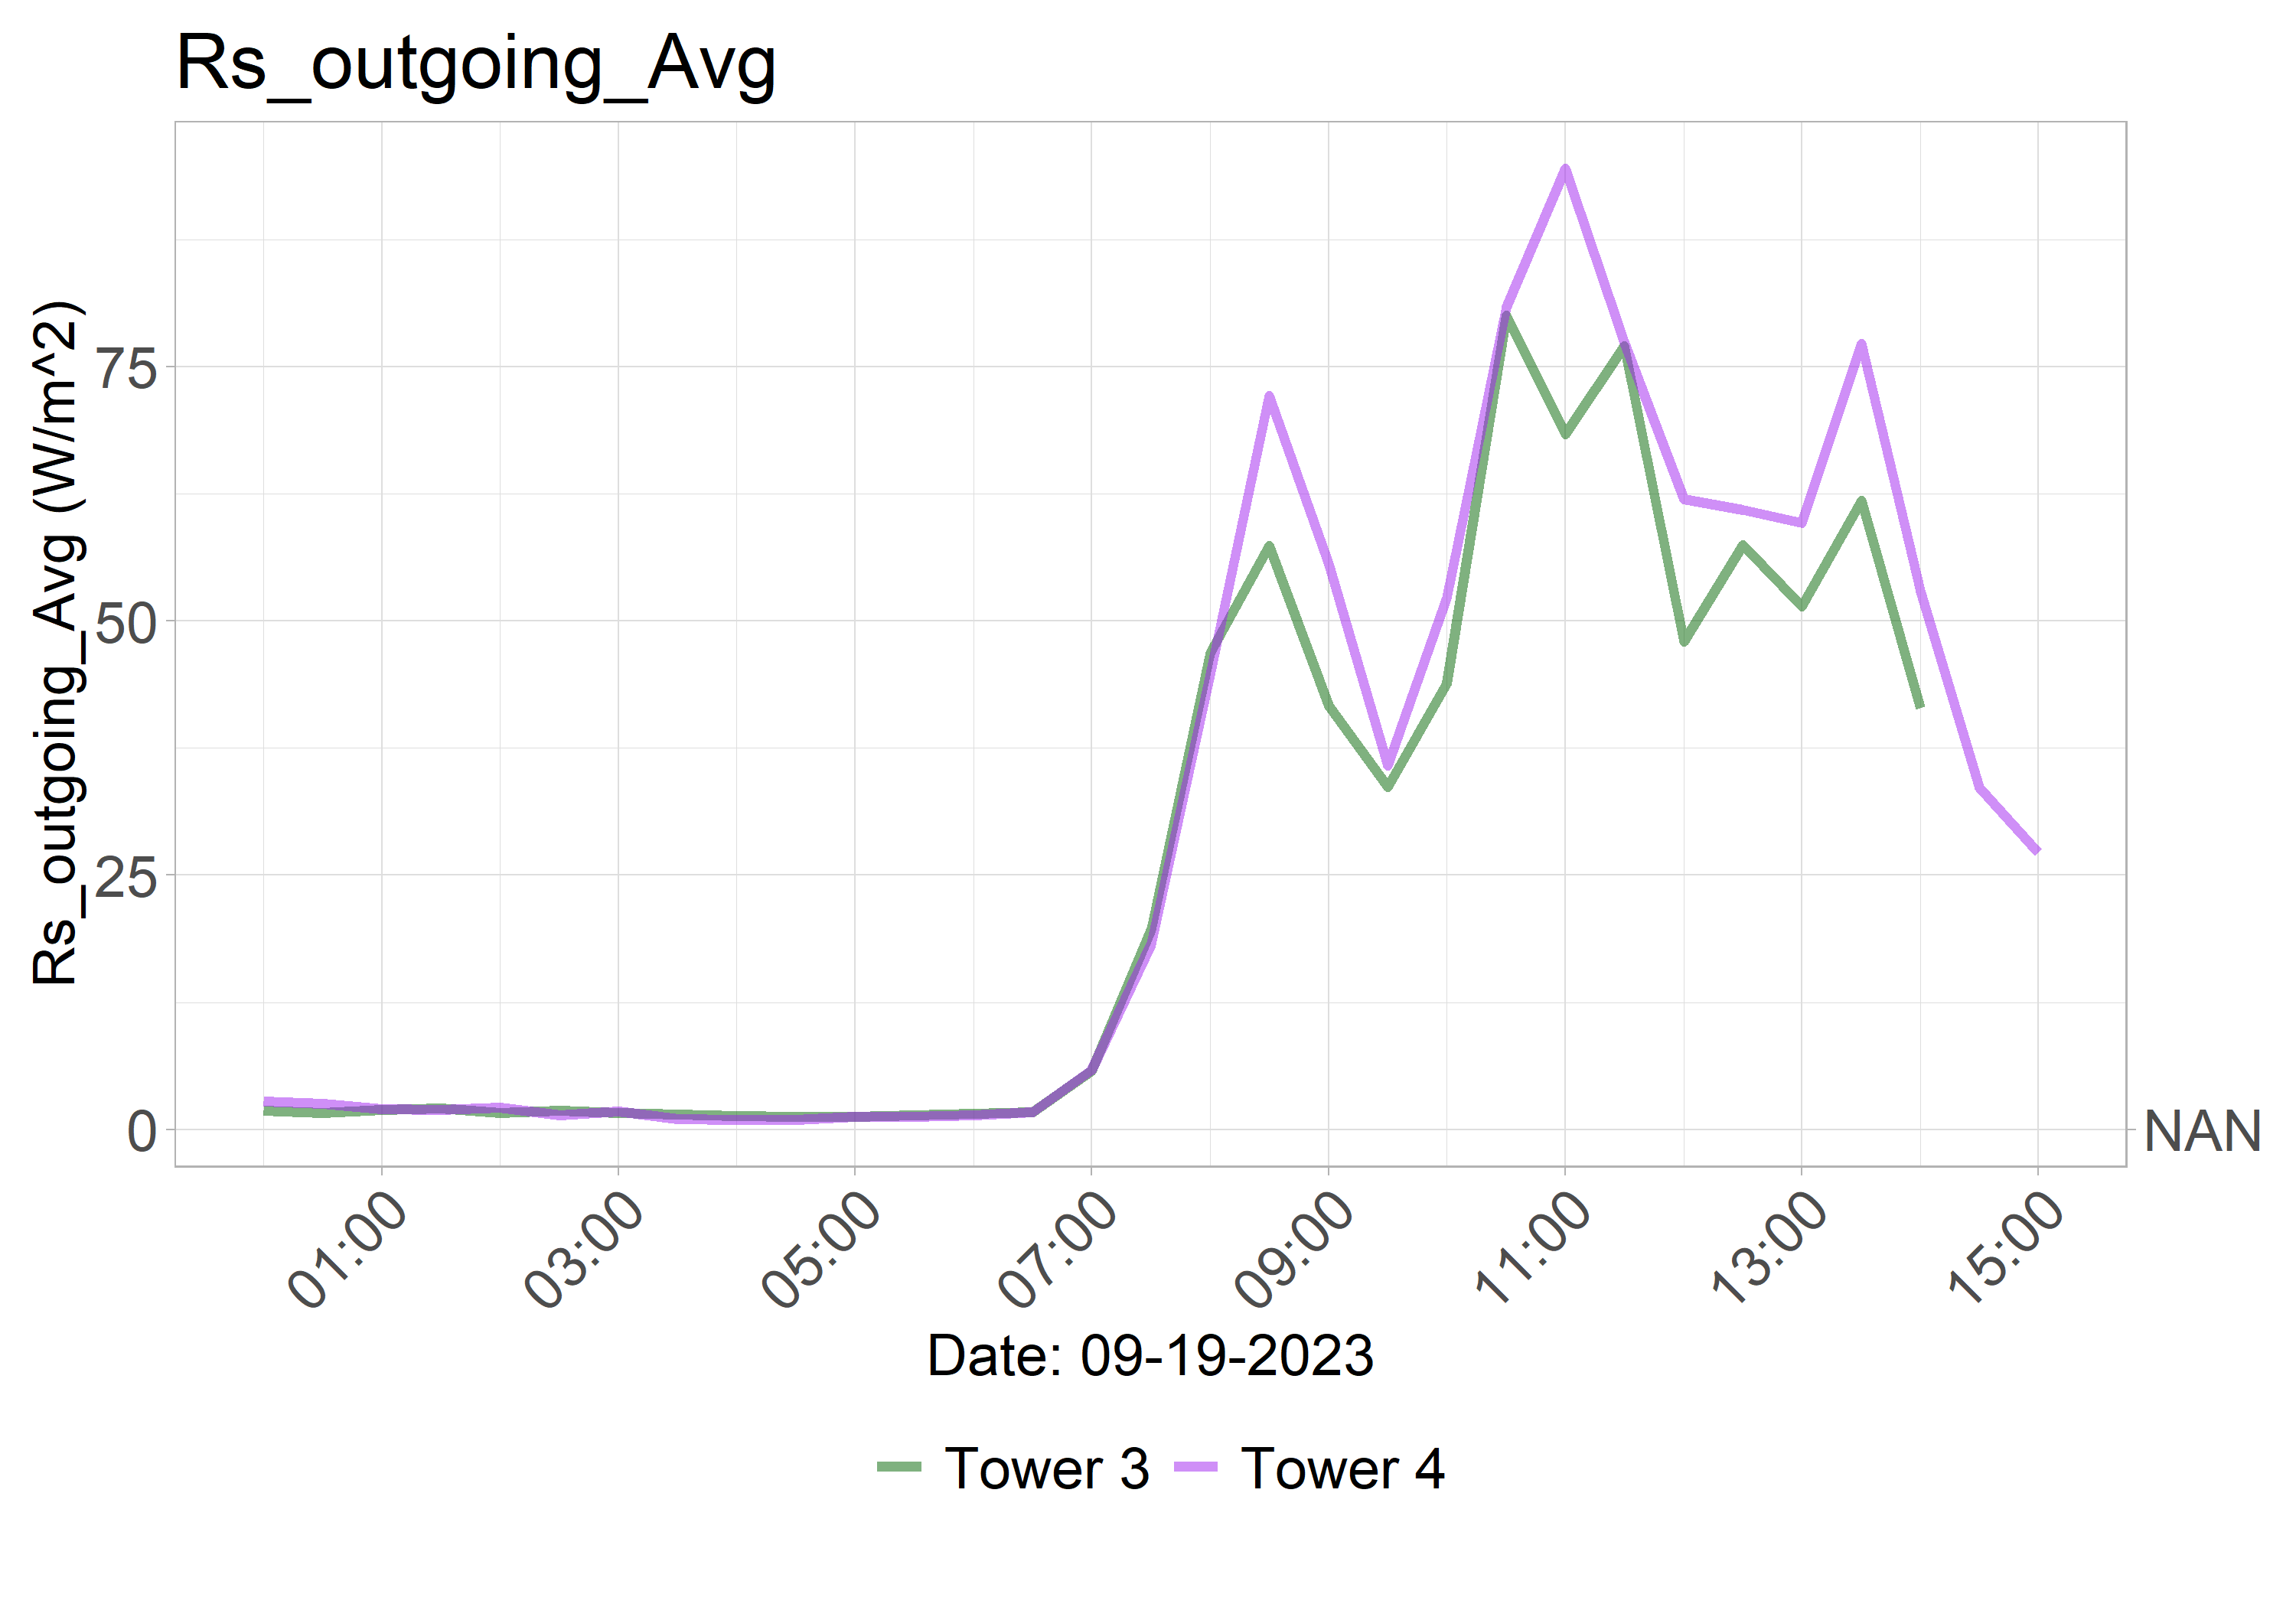 Rs_outgoing_Avg
Rs_outgoing_Avg (W/m^2)
75
50
25
0
NAN
01:00
03:00
05:00
07:00
09:00
11:00
13:00
15:00
Date: 09-19-2023
Tower 3
Tower 4